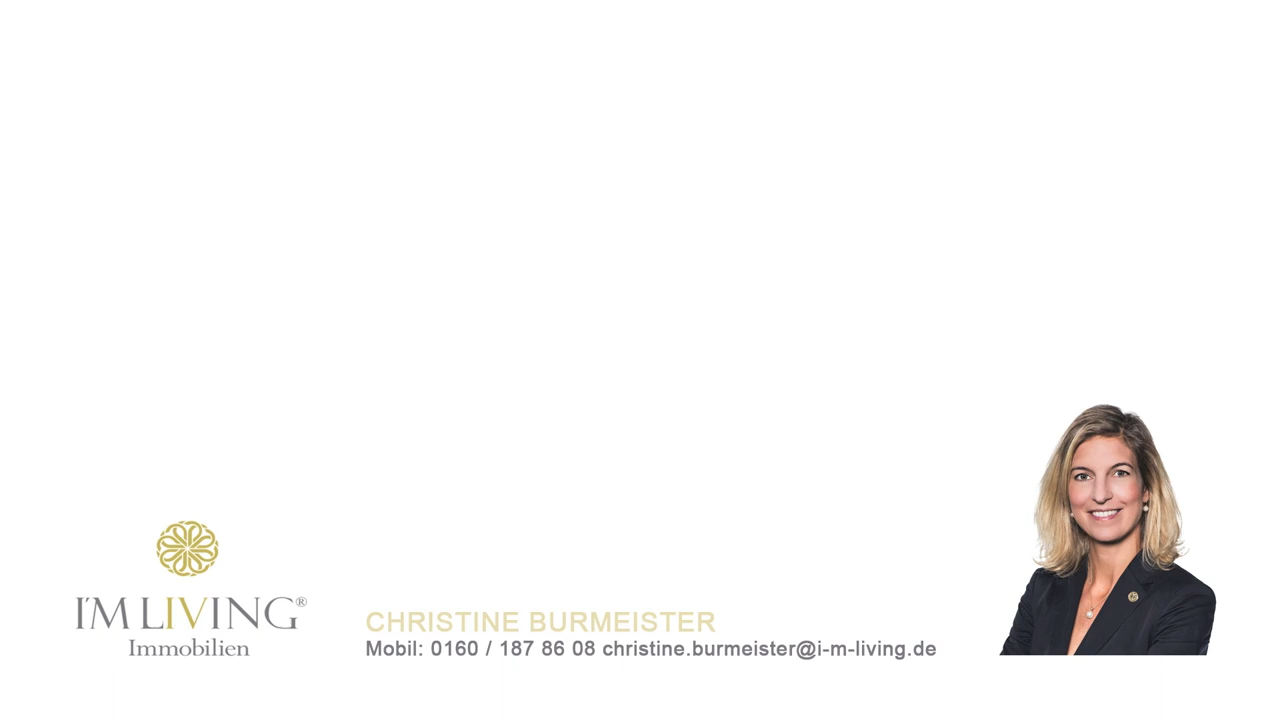 I'M LIVING®
Immobilien
CHRISTINE BURMEISTER
Mobil: 0160 / 187 86 08 christine.burmeister@i-m-living.de